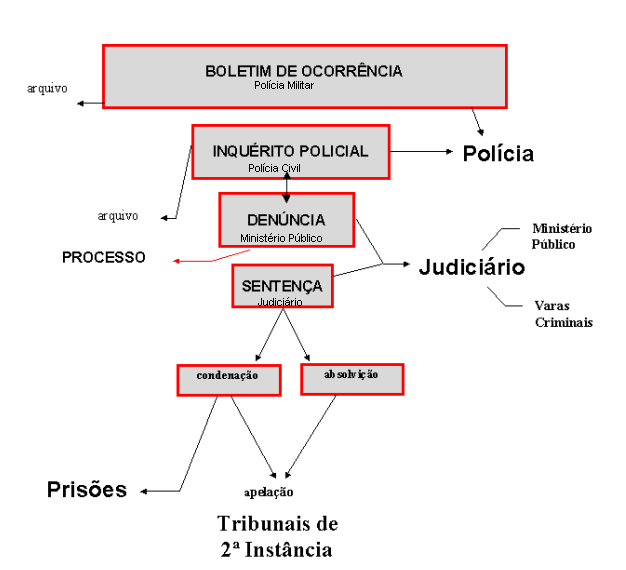 BOLETIM DE OCORRÊNCIA
Polícia Militar
arquivo
INQUÉRITO POLICIAL
Polícia Civil
Polícia
arquivo
DENÚNCIA
Ministério Público
PROCESSO
Ministério
Público
Judiciário
SENTENÇA
Judiciário
Varas
Criminais
condenação
absolvição
Prisões
apelação
Tribunais de
2ª Instância